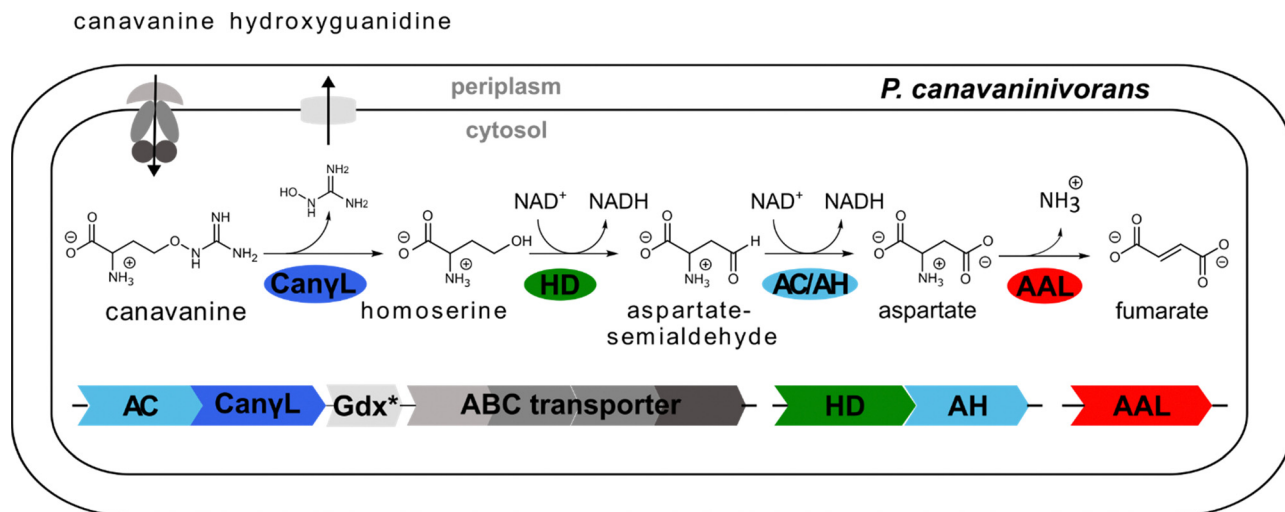 canavanine hydroxyguanidine
periplasm
P. canavaninivorans
cytosol
NH2
HO
N
H
NH2
NAD+ NADH
NAD+ NADH
NH3
⊕
O
⊖
O
NH3
⊕
O
N
H
NH
NH2
O
⊖
O
NH3
⊕
OH
O
⊖
O
NH3
⊕
H
O
O
⊖
O
NH3
⊕
O
O
⊖
O
⊖
O
O
⊖
O
CanγL
HD
AC/AH
AAL
canavanine
homoserine
aspartate-
semialdehyde
aspartate
fumarate
AC CanγL Gdx* ABC transporter HD AH AAL